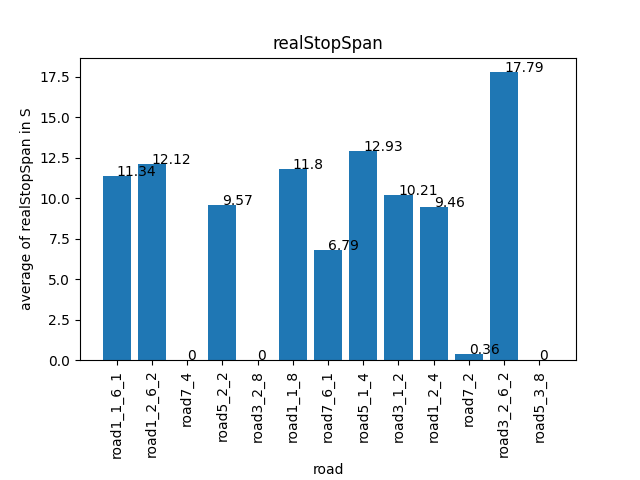 realStopSpan
average of realStopSpan in S
17.5
15.0
12.5
10.0
7.5
5.0
2.5
0.0
11.34
12.12
0
9.57
0
11.8
6.79
12.93
10.21
9.46
0.36
17.79
0
road1_1_6_1
road1_2_6_2
road7_4
road5_2_2
road3_2_8
road1_1_8
road7_6_1
road5_1_4
road3_1_2
road1_2_4
road7_2
road3_2_6_2
road5_3_8
road